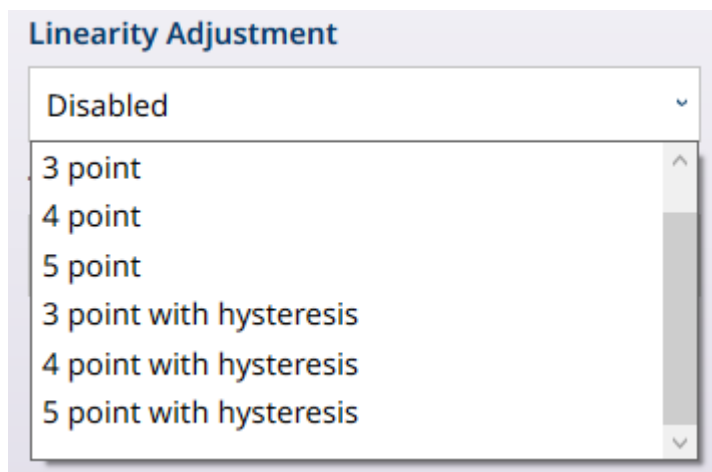 Linearity Adjustment
Disabled
3 point
4 point
5 point
3 point with hysteresis
4 point with hysteresis
5 point with hysteresis